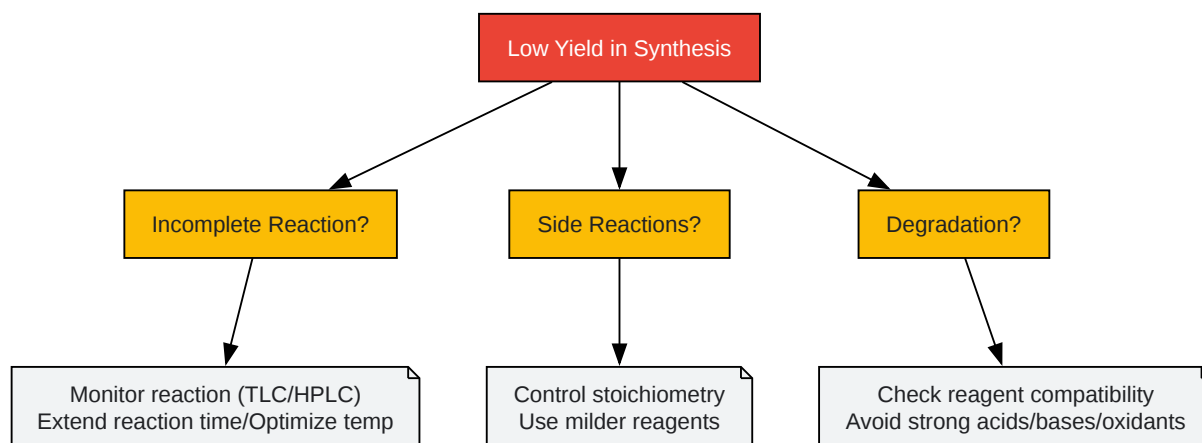 Low Yield in Synthesis
Incomplete Reaction?
Side Reactions?
Degradation?
Monitor reaction (TLC/HPLC)
Extend reaction time/Optimize temp
Control stoichiometry
Use milder reagents
Check reagent compatibility
Avoid strong acids/bases/oxidants